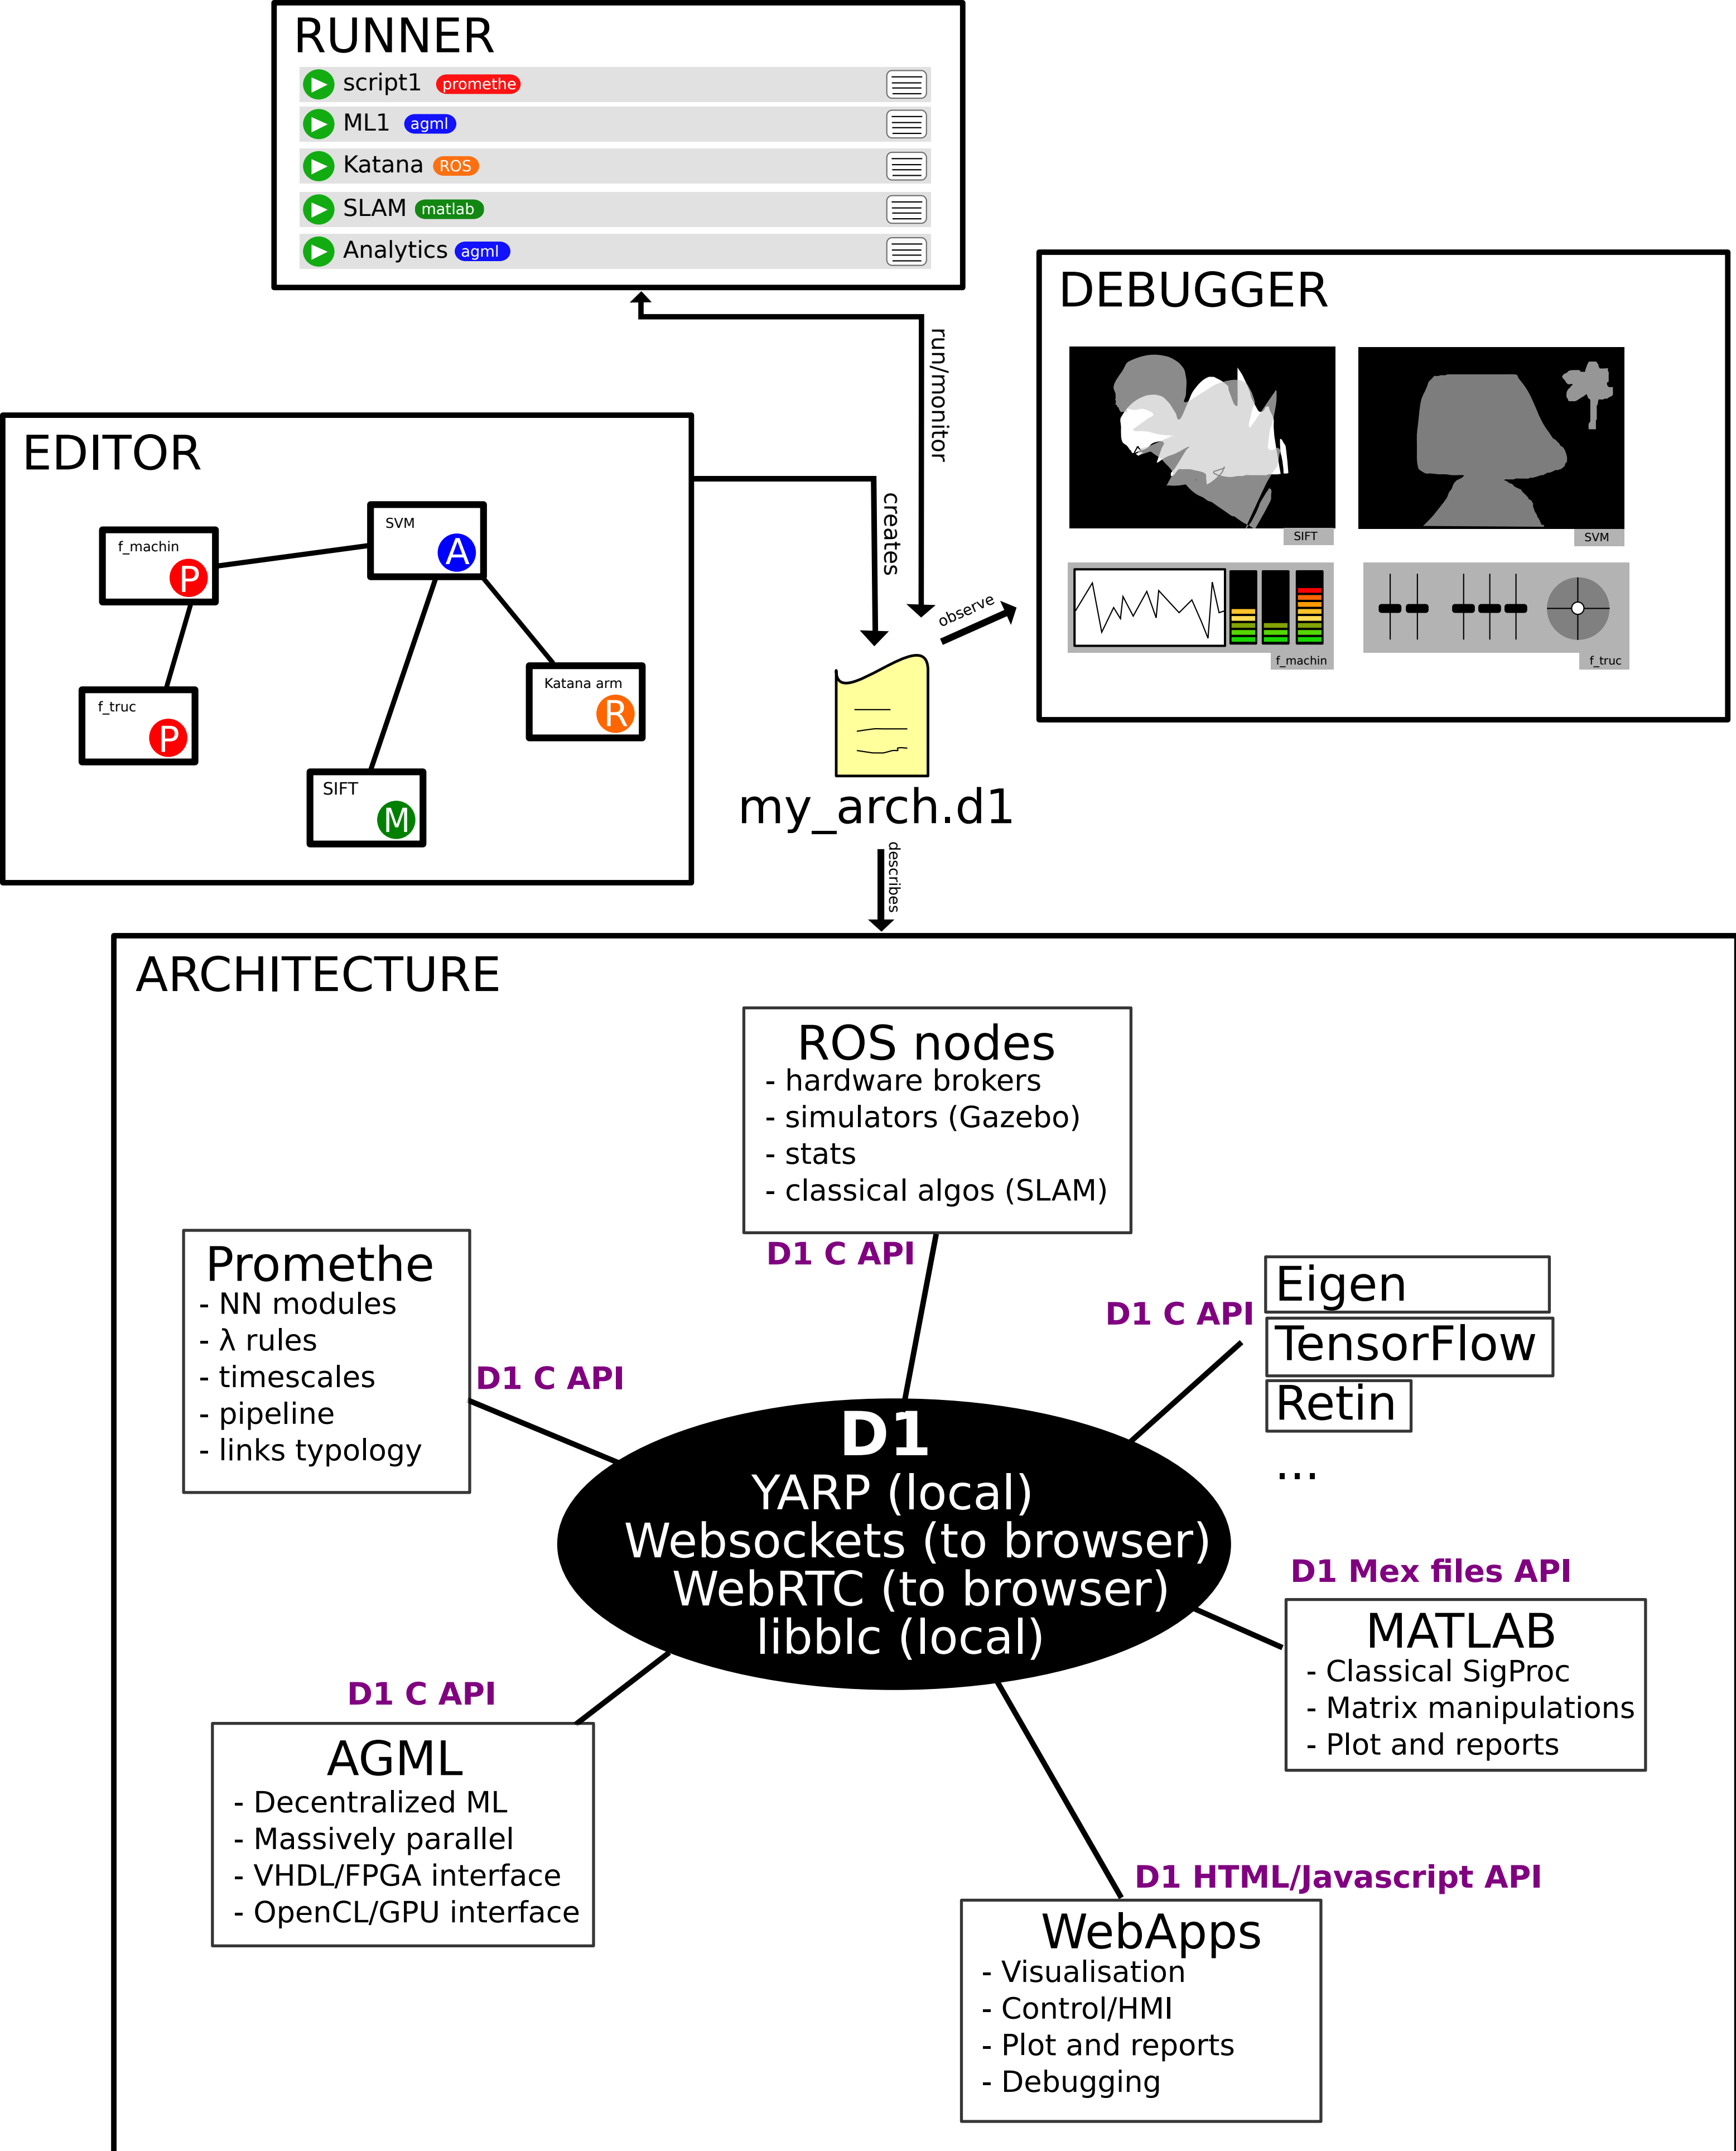 RUNNER
script1 promethe
ML1 agml
Katana ROS
SLAM matlab
Analytics agml
run/monitor
DEBUGGER
SIFT
SVM
f_machin
f_truc
EDITOR
f_machin
P
SVM
A
f_truc
P
Katana arm
R
SIFT
M
creates
observe
my_arch.d1
describes
ARCHITECTURE
ROS nodes
- hardware brokers
- simulators (Gazebo)
- stats
- classical algos (SLAM)
D1 C API
Promethe
- NN modules
- λ rules
- timescales
- pipeline
- links typology
D1 C API
D1 C API
Eigen
TensorFlow
Retin
...
D1
YARP (local)
Websockets (to browser)
WebRTC (to browser)
libblc (local)
D1 Mex files API
MATLAB
- Classical SigProc
- Matrix manipulations
- Plot and reports
D1 C API
AGML
- Decentralized ML
- Massively parallel
- VHDL/FPGA interface
- OpenCL/GPU interface
D1 HTML/Javascript API
WebApps
- Visualisation
- Control/HMI
- Plot and reports
- Debugging